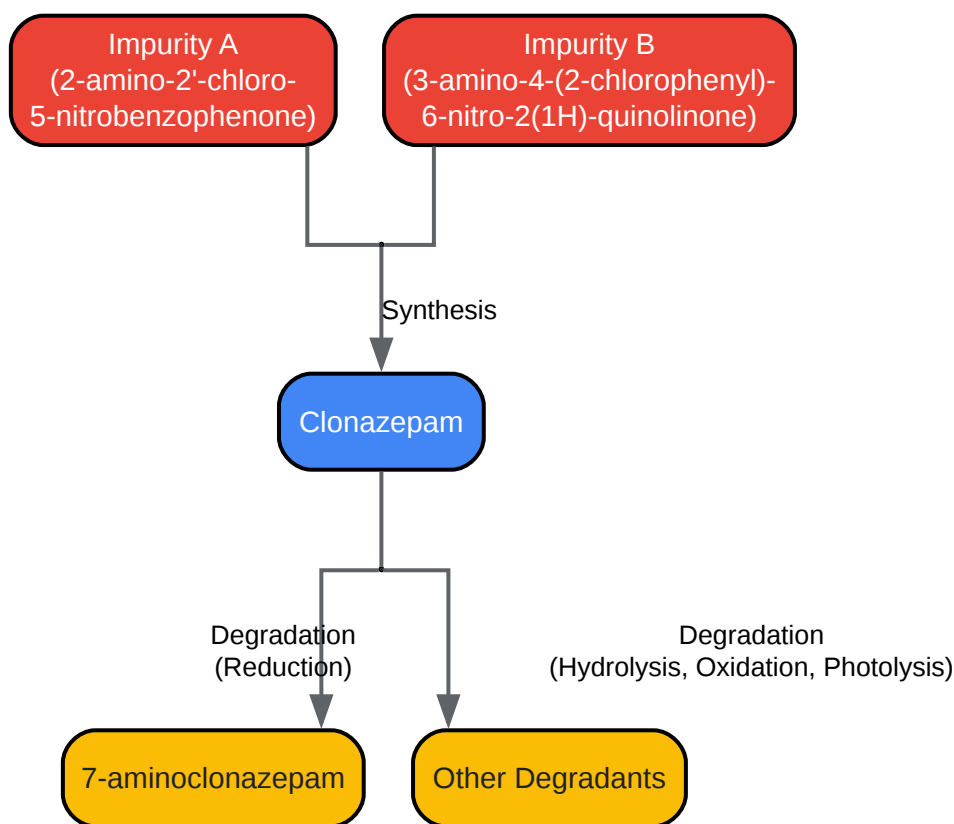 Impurity A
(2-amino-2'-chloro-
5-nitrobenzophenone)
Impurity B
(3-amino-4-(2-chlorophenyl)-
6-nitro-2(1H)-quinolinone)
Synthesis
Clonazepam
Degradation
(Reduction)
Degradation
(Hydrolysis, Oxidation, Photolysis)
7-aminoclonazepam
Other Degradants